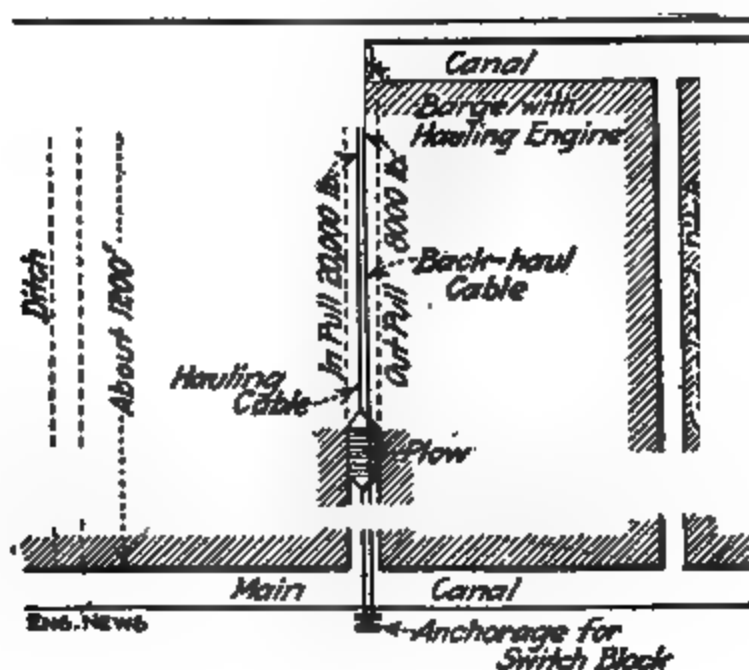 Canal
Barge with
Hauling Engine
Ditch
About 1200'
In Pull 20,000 lb.
Out Pull 8000 lb.
Back-haul
Cable
Hauling
Cable
Plow
Main Canal
ENG. NEWS
Anchorage for
Switch Block